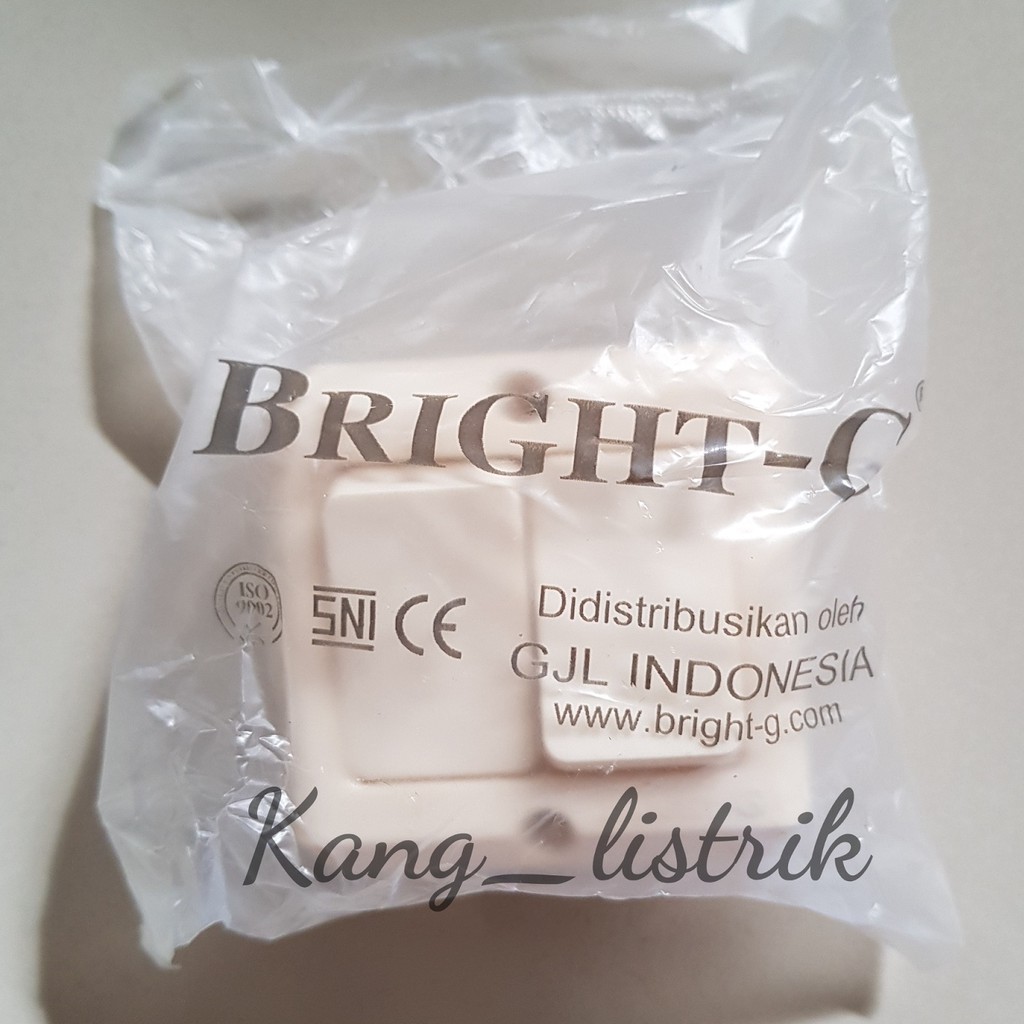 BRIGHT-G®
ISO
9002
SNI CE
Didistribusikan oleh
GJL INDONESIA
www.bright-g.com
Kang_listrik